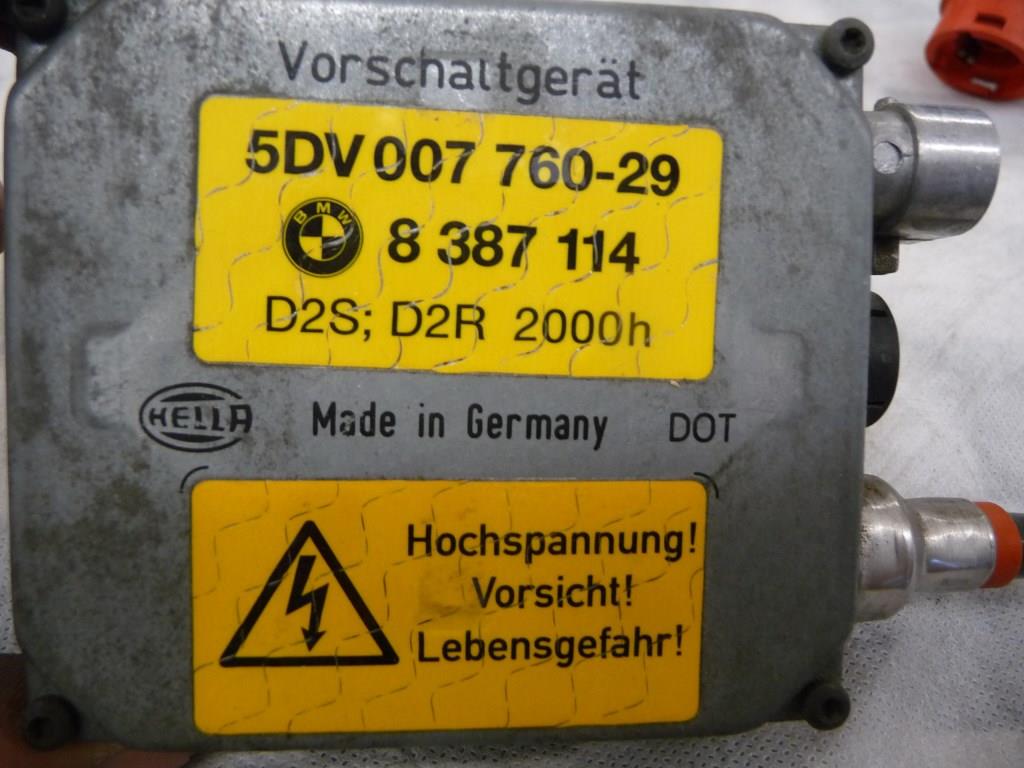 Vorschaltgerät
5DV 007 760-29
BMW 8 387 114
D2S; D2R 2000h
HELLA Made in Germany DOT
Hochspannung!
Vorsicht!
Lebensgefahr!